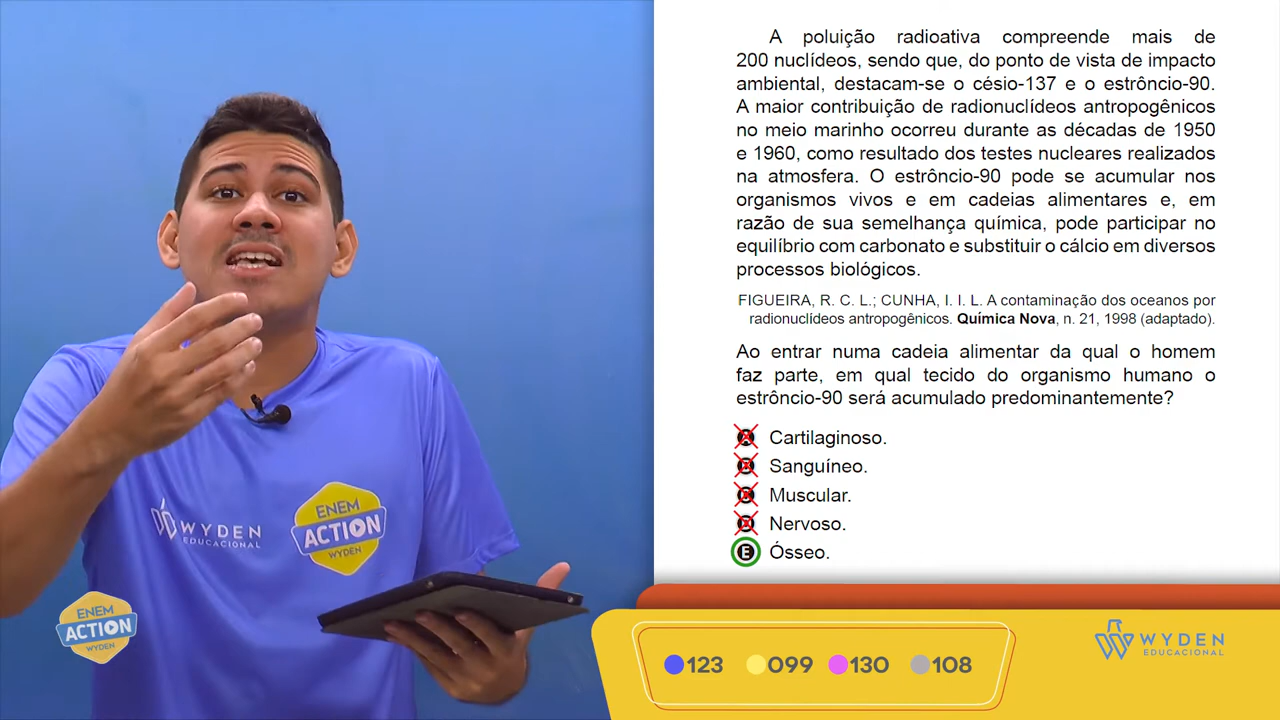 A poluição radioativa compreende mais de
200 nuclídeos, sendo que, do ponto de vista de impacto
ambiental, destacam-se o césio-137 e o estrôncio-90.
A maior contribuição de radionuclídeos antropogênicos
no meio marinho ocorreu durante as décadas de 1950
e 1960, como resultado dos testes nucleares realizados
na atmosfera. O estrôncio-90 pode se acumular nos
organismos vivos e em cadeias alimentares e, em
razão de sua semelhança química, pode participar no
equilíbrio com carbonato e substituir o cálcio em diversos
processos biológicos.
FIGUEIRA, R. C. L.; CUNHA, I. I. L. A contaminação dos oceanos por
radionuclídeos antropogênicos. Química Nova, n. 21, 1998 (adaptado).
Ao entrar numa cadeia alimentar da qual o homem
faz parte, em qual tecido do organismo humano o
estrôncio-90 será acumulado predominantemente?
Cartilaginoso.
Sanguíneo.
Muscular.
Nervoso.
E Ósseo.
WYDEN
EDUCACIONAL
ENEM
ACTION
WYDEN
ENEM
ACTION
WYDEN
123 099 130 108
WYDEN
EDUCACIONAL